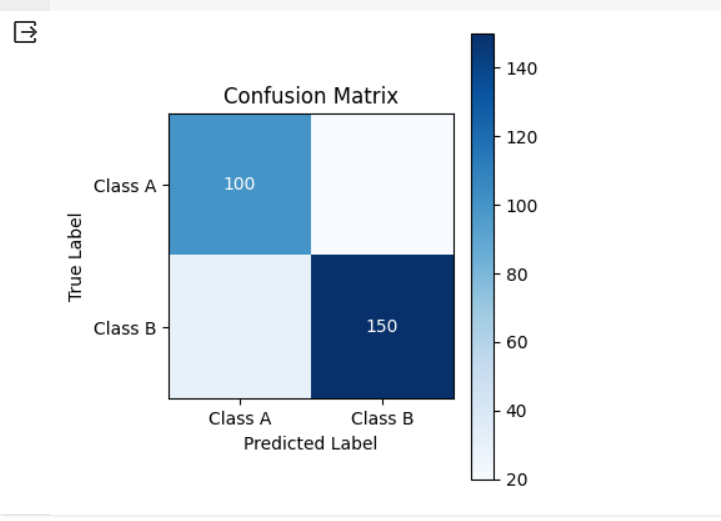 Confusion Matrix
True Label
Class A
Class B
100
150
Class A Class B
Predicted Label
140
120
100
80
60
40
20